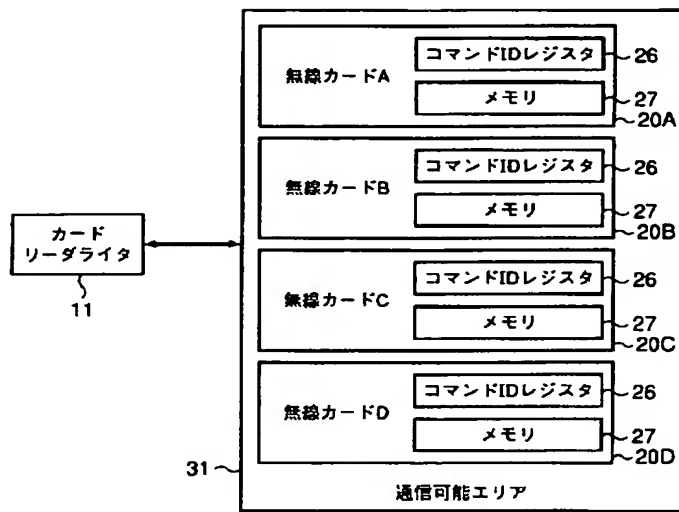 無線カードA
コマンドIDレジスタ
26
メモリ
27
20A
無線カードB
コマンドIDレジスタ
26
メモリ
27
20B
カード
リーダライタ
11
無線カードC
コマンドIDレジスタ
26
メモリ
27
20C
無線カードD
コマンドIDレジスタ
26
メモリ
27
20D
31
通信可能エリア